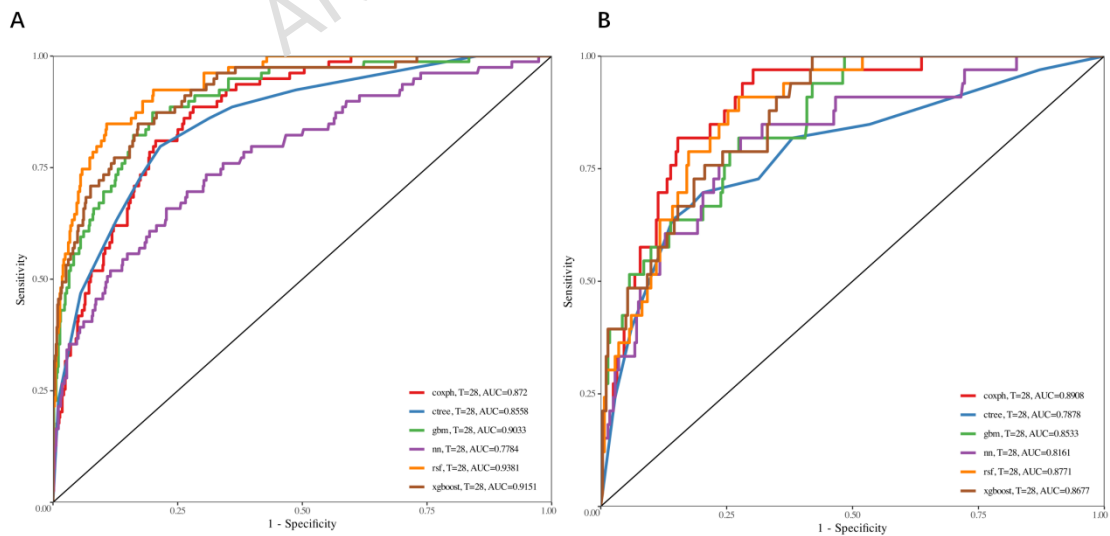 A
B
1.00
0.75
0.50
0.25
0.00
Sensitivity
0.25
0.50
0.75
1.00
1 - Specificity
coxph, T=28, AUC=0.872
ctree, T=28, AUC=0.8558
gbm, T=28, AUC=0.9033
nn, T=28, AUC=0.7784
rsf, T=28, AUC=0.9381
xgboost, T=28, AUC=0.9151
1.00
0.75
0.50
0.25
0.00
Sensitivity
0.25
0.50
0.75
1.00
1 - Specificity
coxph, T=28, AUC=0.8908
ctree, T=28, AUC=0.7878
gbm, T=28, AUC=0.8533
nn, T=28, AUC=0.8161
rsf, T=28, AUC=0.8771
xgboost, T=28, AUC=0.8677